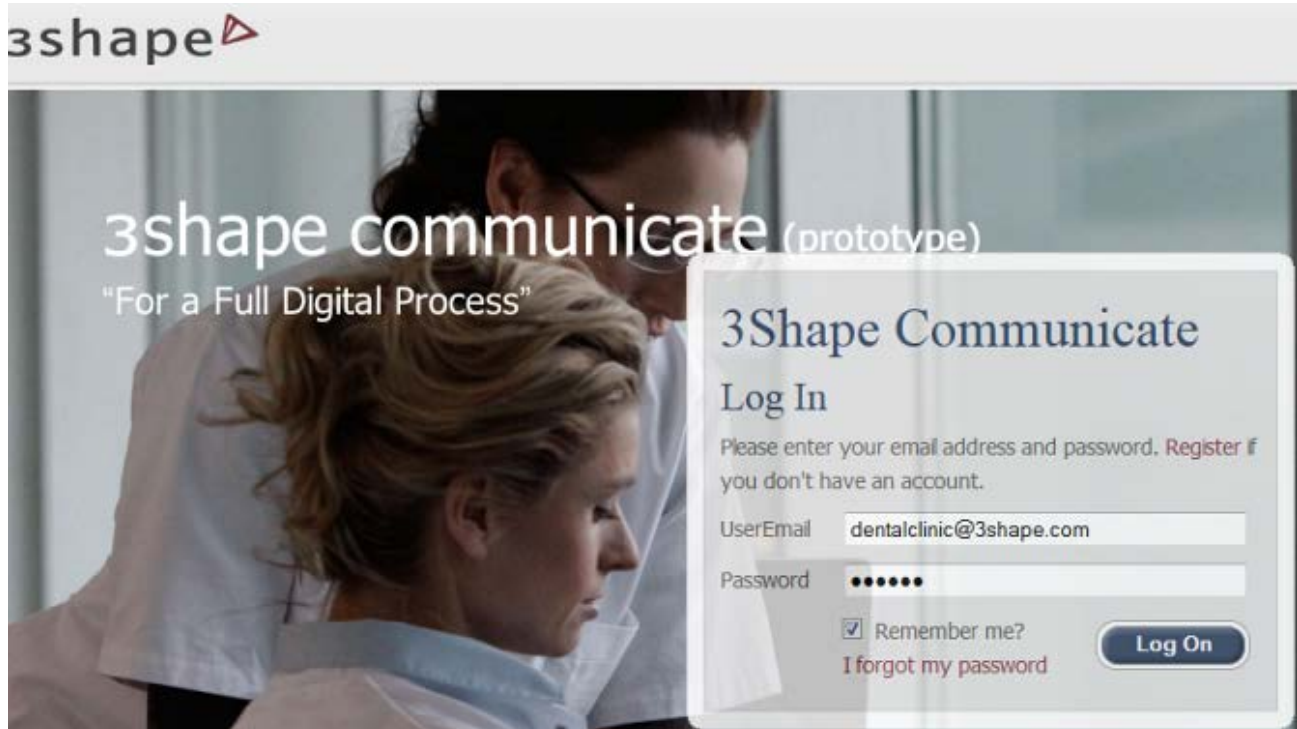 3shape
3shape communicate (prototype)
"For a Full Digital Process"
3Shape Communicate
Log In
Please enter your email address and password. Register if
you don't have an account.
UserEmail dentalclinic@3shape.com
Password ••••••
Remember me?
Log On
I forgot my password